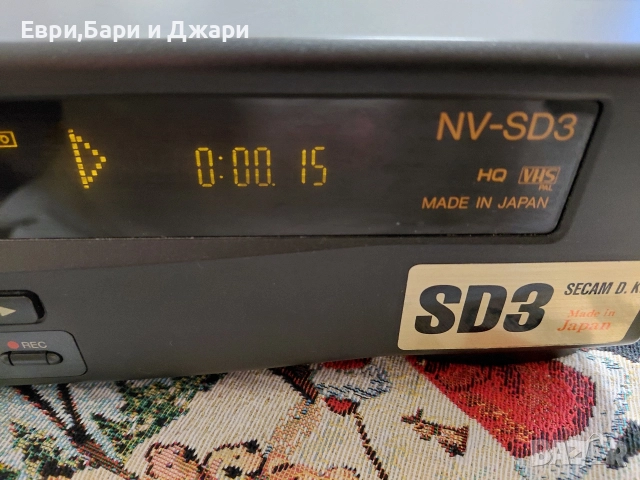 Еври,Бари и Джари
NV-SD3
0:00.15
HQ VHS
PAL
MADE IN JAPAN
SD3 SECAM D. K
Made in
Japan
REC
BAZAR